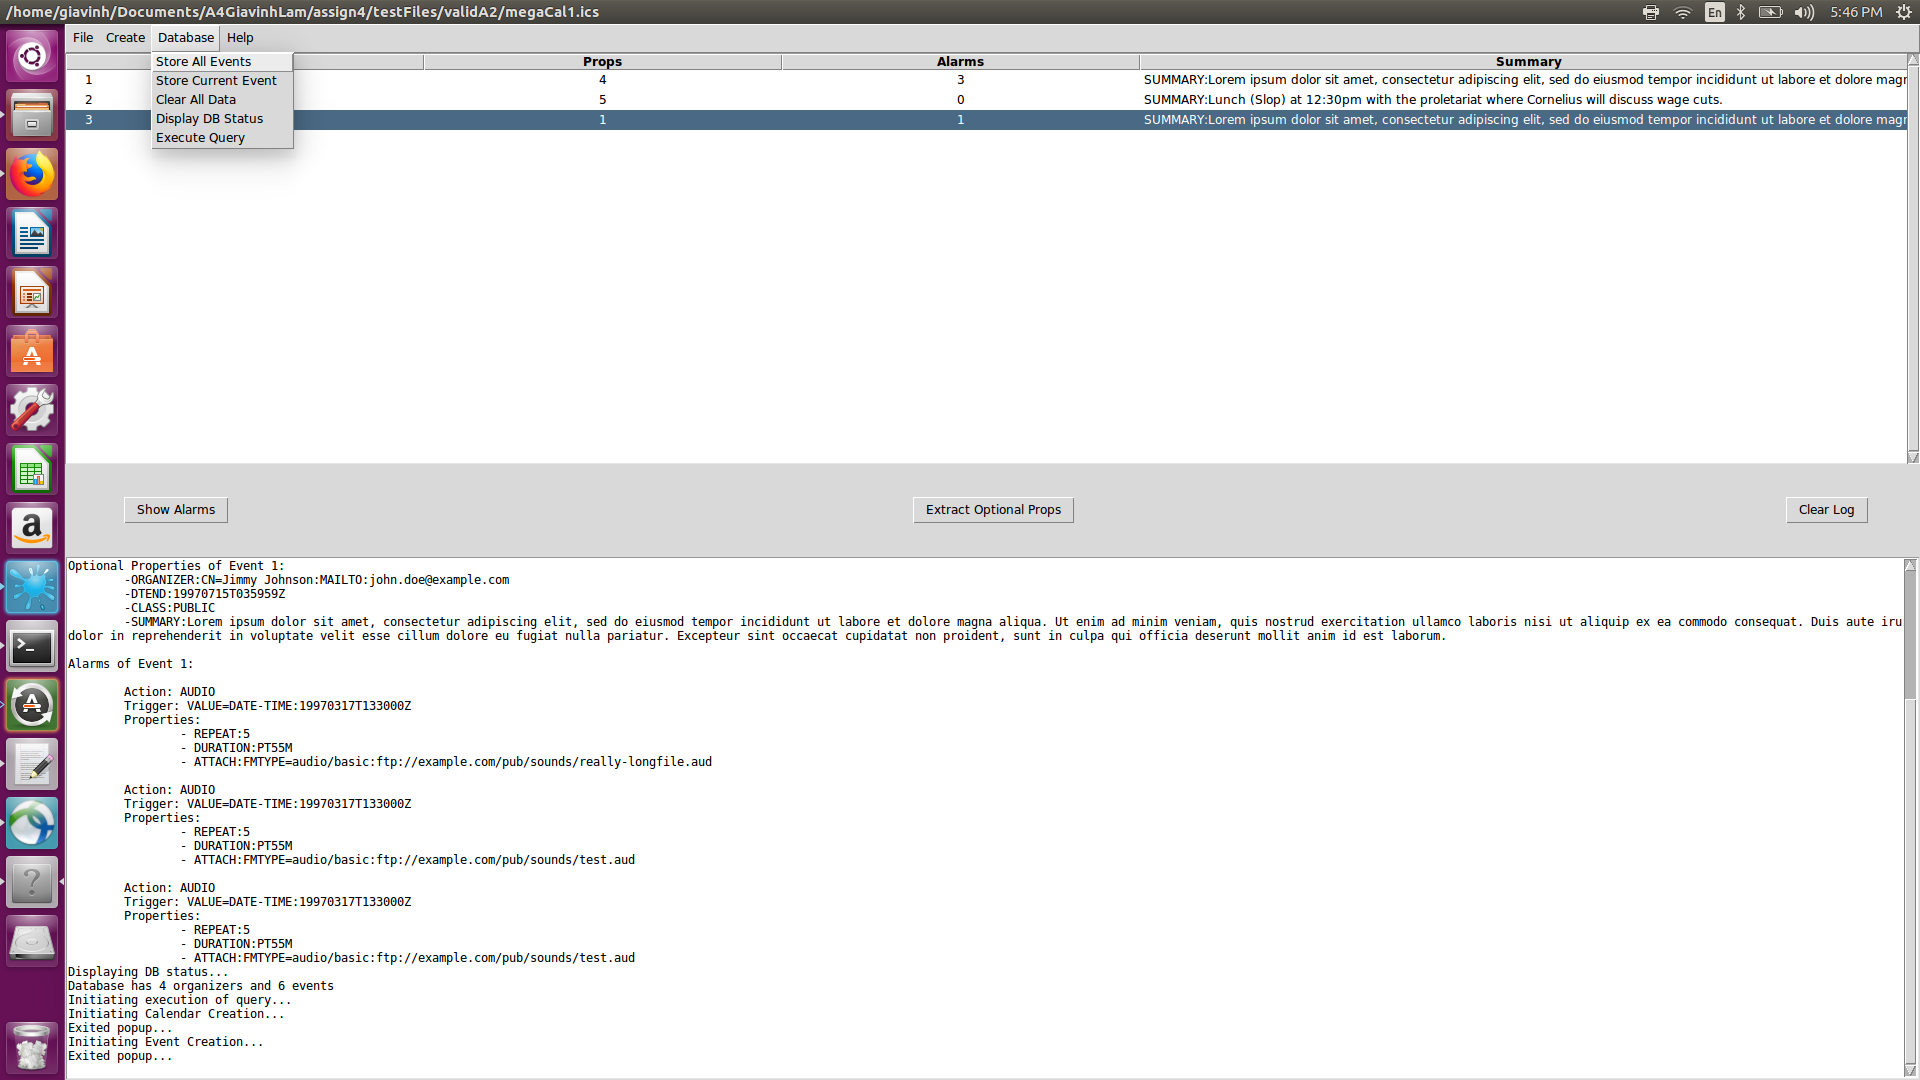 /home/giavinh/Documents/A4GiavinhLam/assign4/testFiles/validA2/megaCal1.ics
En
5:46 PM
File Create Database Help
Store All Events
Store Current Event
Clear All Data
Display DB Status
Execute Query
Props Alarms Summary
1 4 3 SUMMARY:Lorem ipsum dolor sit amet, consectetur adipiscing elit, sed do eiusmod tempor incididunt ut labore et dolore magr
2 5 0 SUMMARY:Lunch (Slop) at 12:30pm with the proletariat where Cornelius will discuss wage cuts.
3 1 1 SUMMARY:Lorem ipsum dolor sit amet, consectetur adipiscing elit, sed do eiusmod tempor incididunt ut labore et dolore magr
Show Alarms
Extract Optional Props
Clear Log
Optional Properties of Event 1:
-ORGANIZER:CN=Jimmy Johnson:MAILTO:john.doe@example.com
-DTEND:19970715T035959Z
-CLASS:PUBLIC
-SUMMARY:Lorem ipsum dolor sit amet, consectetur adipiscing elit, sed do eiusmod tempor incididunt ut labore et dolore magna aliqua. Ut enim ad minim veniam, quis nostrud exercitation ullamco laboris nisi ut aliquip ex ea commodo consequat. Duis aute iru
dolor in reprehenderit in voluptate velit esse cillum dolore eu fugiat nulla pariatur. Excepteur sint occaecat cupidatat non proident, sunt in culpa qui officia deserunt mollit anim id est laborum.
Alarms of Event 1:
Action: AUDIO
Trigger: VALUE=DATE-TIME:19970317T133000Z
Properties:
- REPEAT:5
- DURATION:PT55M
- ATTACH:FMTYPE=audio/basic:ftp://example.com/pub/sounds/really-longfile.aud
Action: AUDIO
Trigger: VALUE=DATE-TIME:19970317T133000Z
Properties:
- REPEAT:5
- DURATION:PT55M
- ATTACH:FMTYPE=audio/basic:ftp://example.com/pub/sounds/test.aud
Action: AUDIO
Trigger: VALUE=DATE-TIME:19970317T133000Z
Properties:
- REPEAT:5
- DURATION:PT55M
- ATTACH:FMTYPE=audio/basic:ftp://example.com/pub/sounds/test.aud
Displaying DB status...
Database has 4 organizers and 6 events
Initiating execution of query...
Initiating Calendar Creation...
Exited popup...
Initiating Event Creation...
Exited popup...